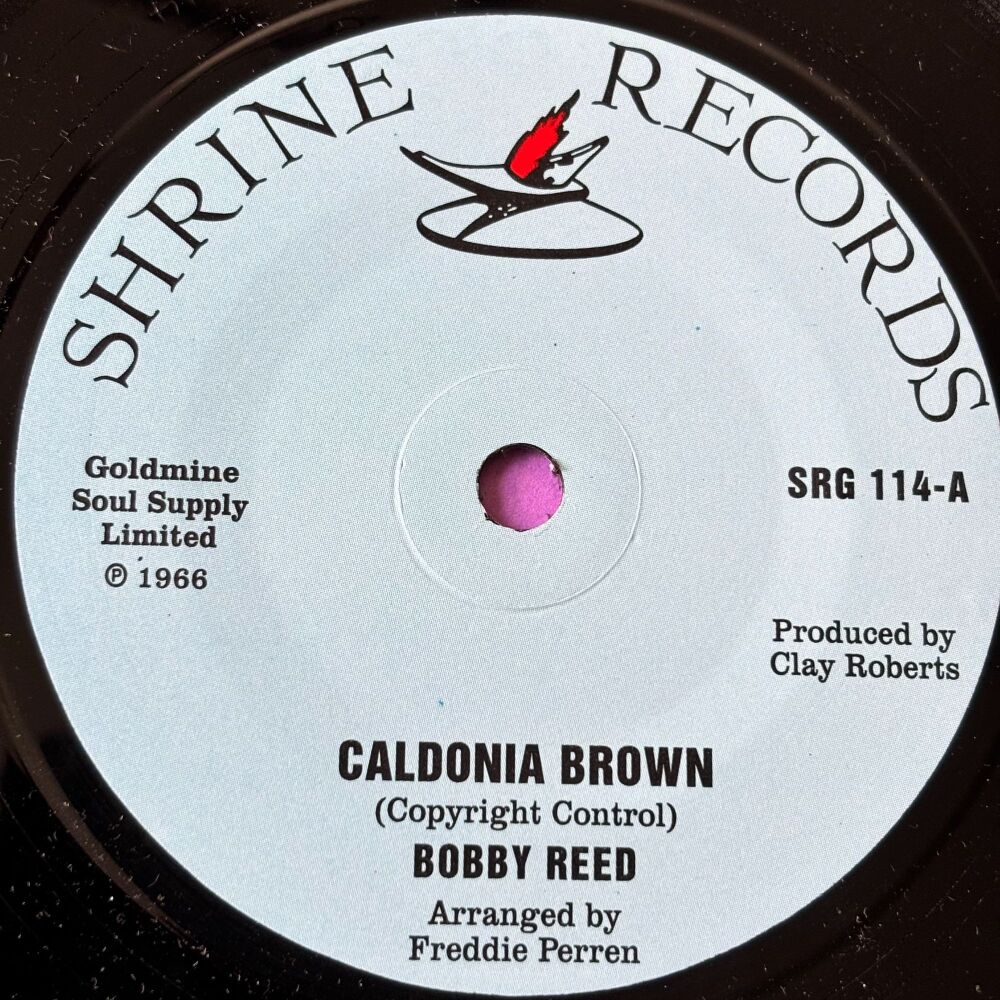 SHRINE RECORDS
Goldmine
Soul Supply
Limited
℗ 1966
SRG 114-A
Produced by
Clay Roberts
CALDONIA BROWN
(Copyright Control)
BOBBY REED
Arranged by
Freddie Perren